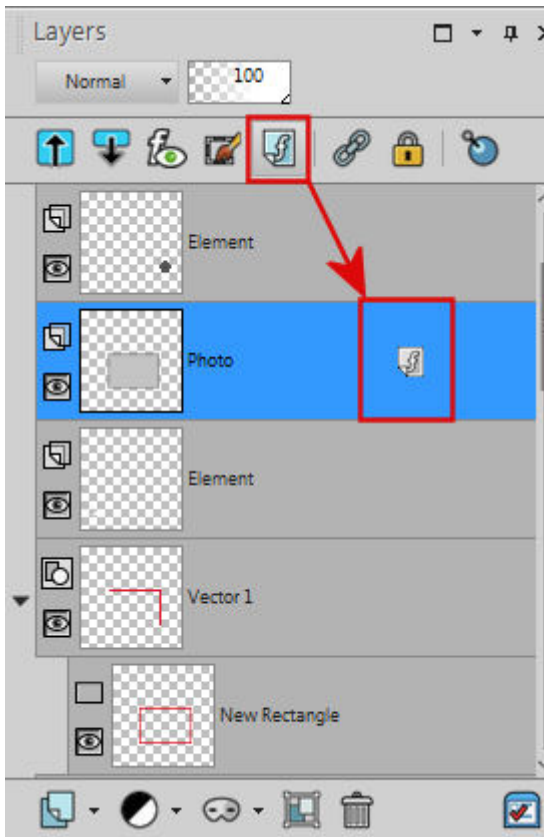 Layers
Normal
100
Element
Photo
Element
Vector 1
New Rectangle